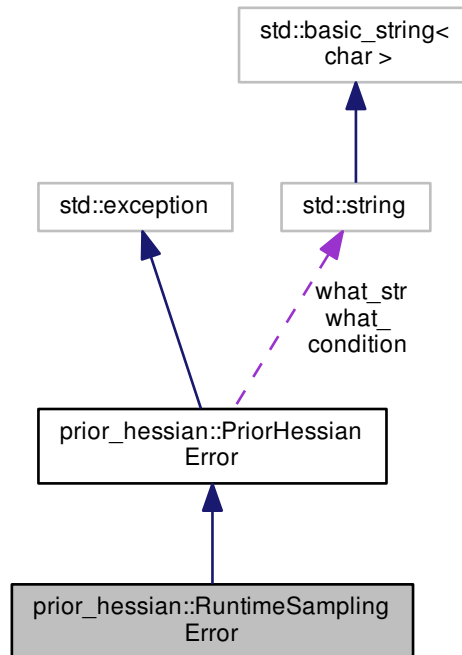 std::basic_string<
char >
std::exception
std::string
what_str
what_
condition
prior_hessian::PriorHessian
Error
prior_hessian::RuntimeSampling
Error